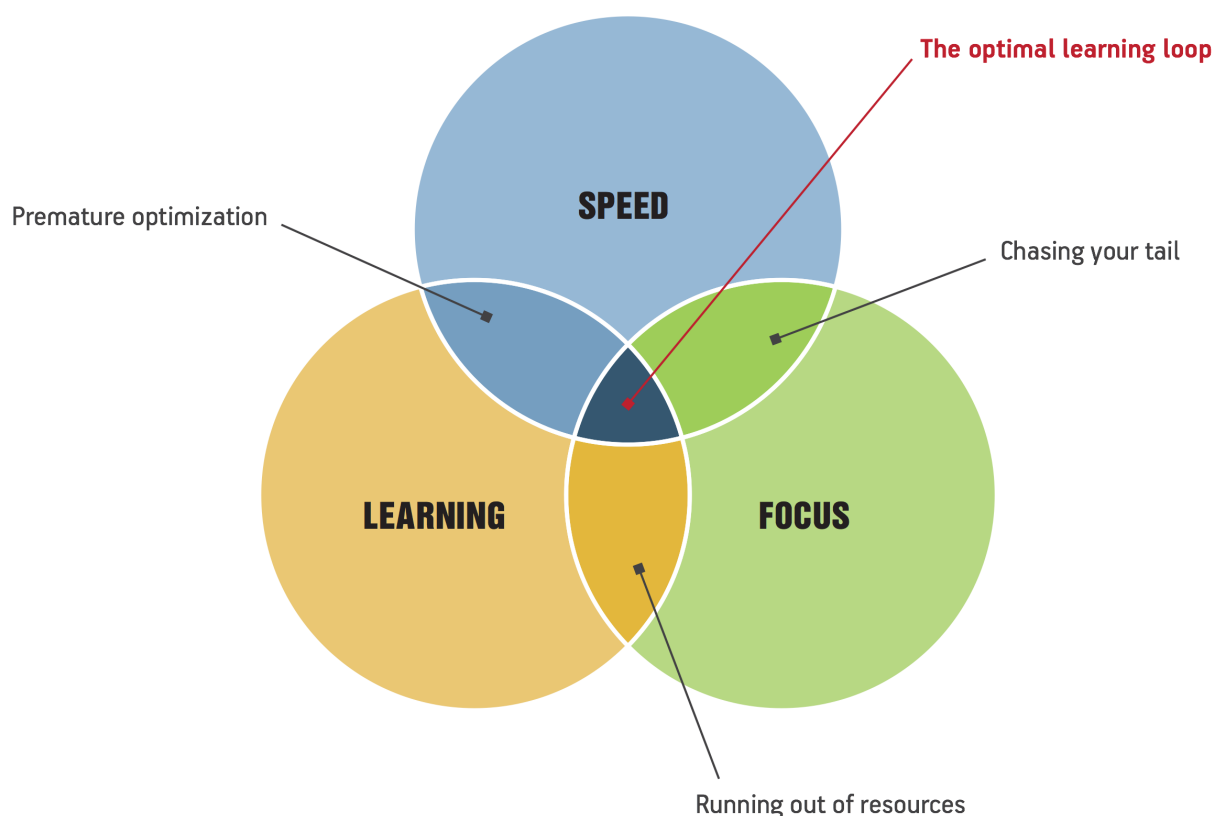 The optimal learning loop
SPEED
Premature optimization
Chasing your tail
LEARNING
FOCUS
Running out of resources